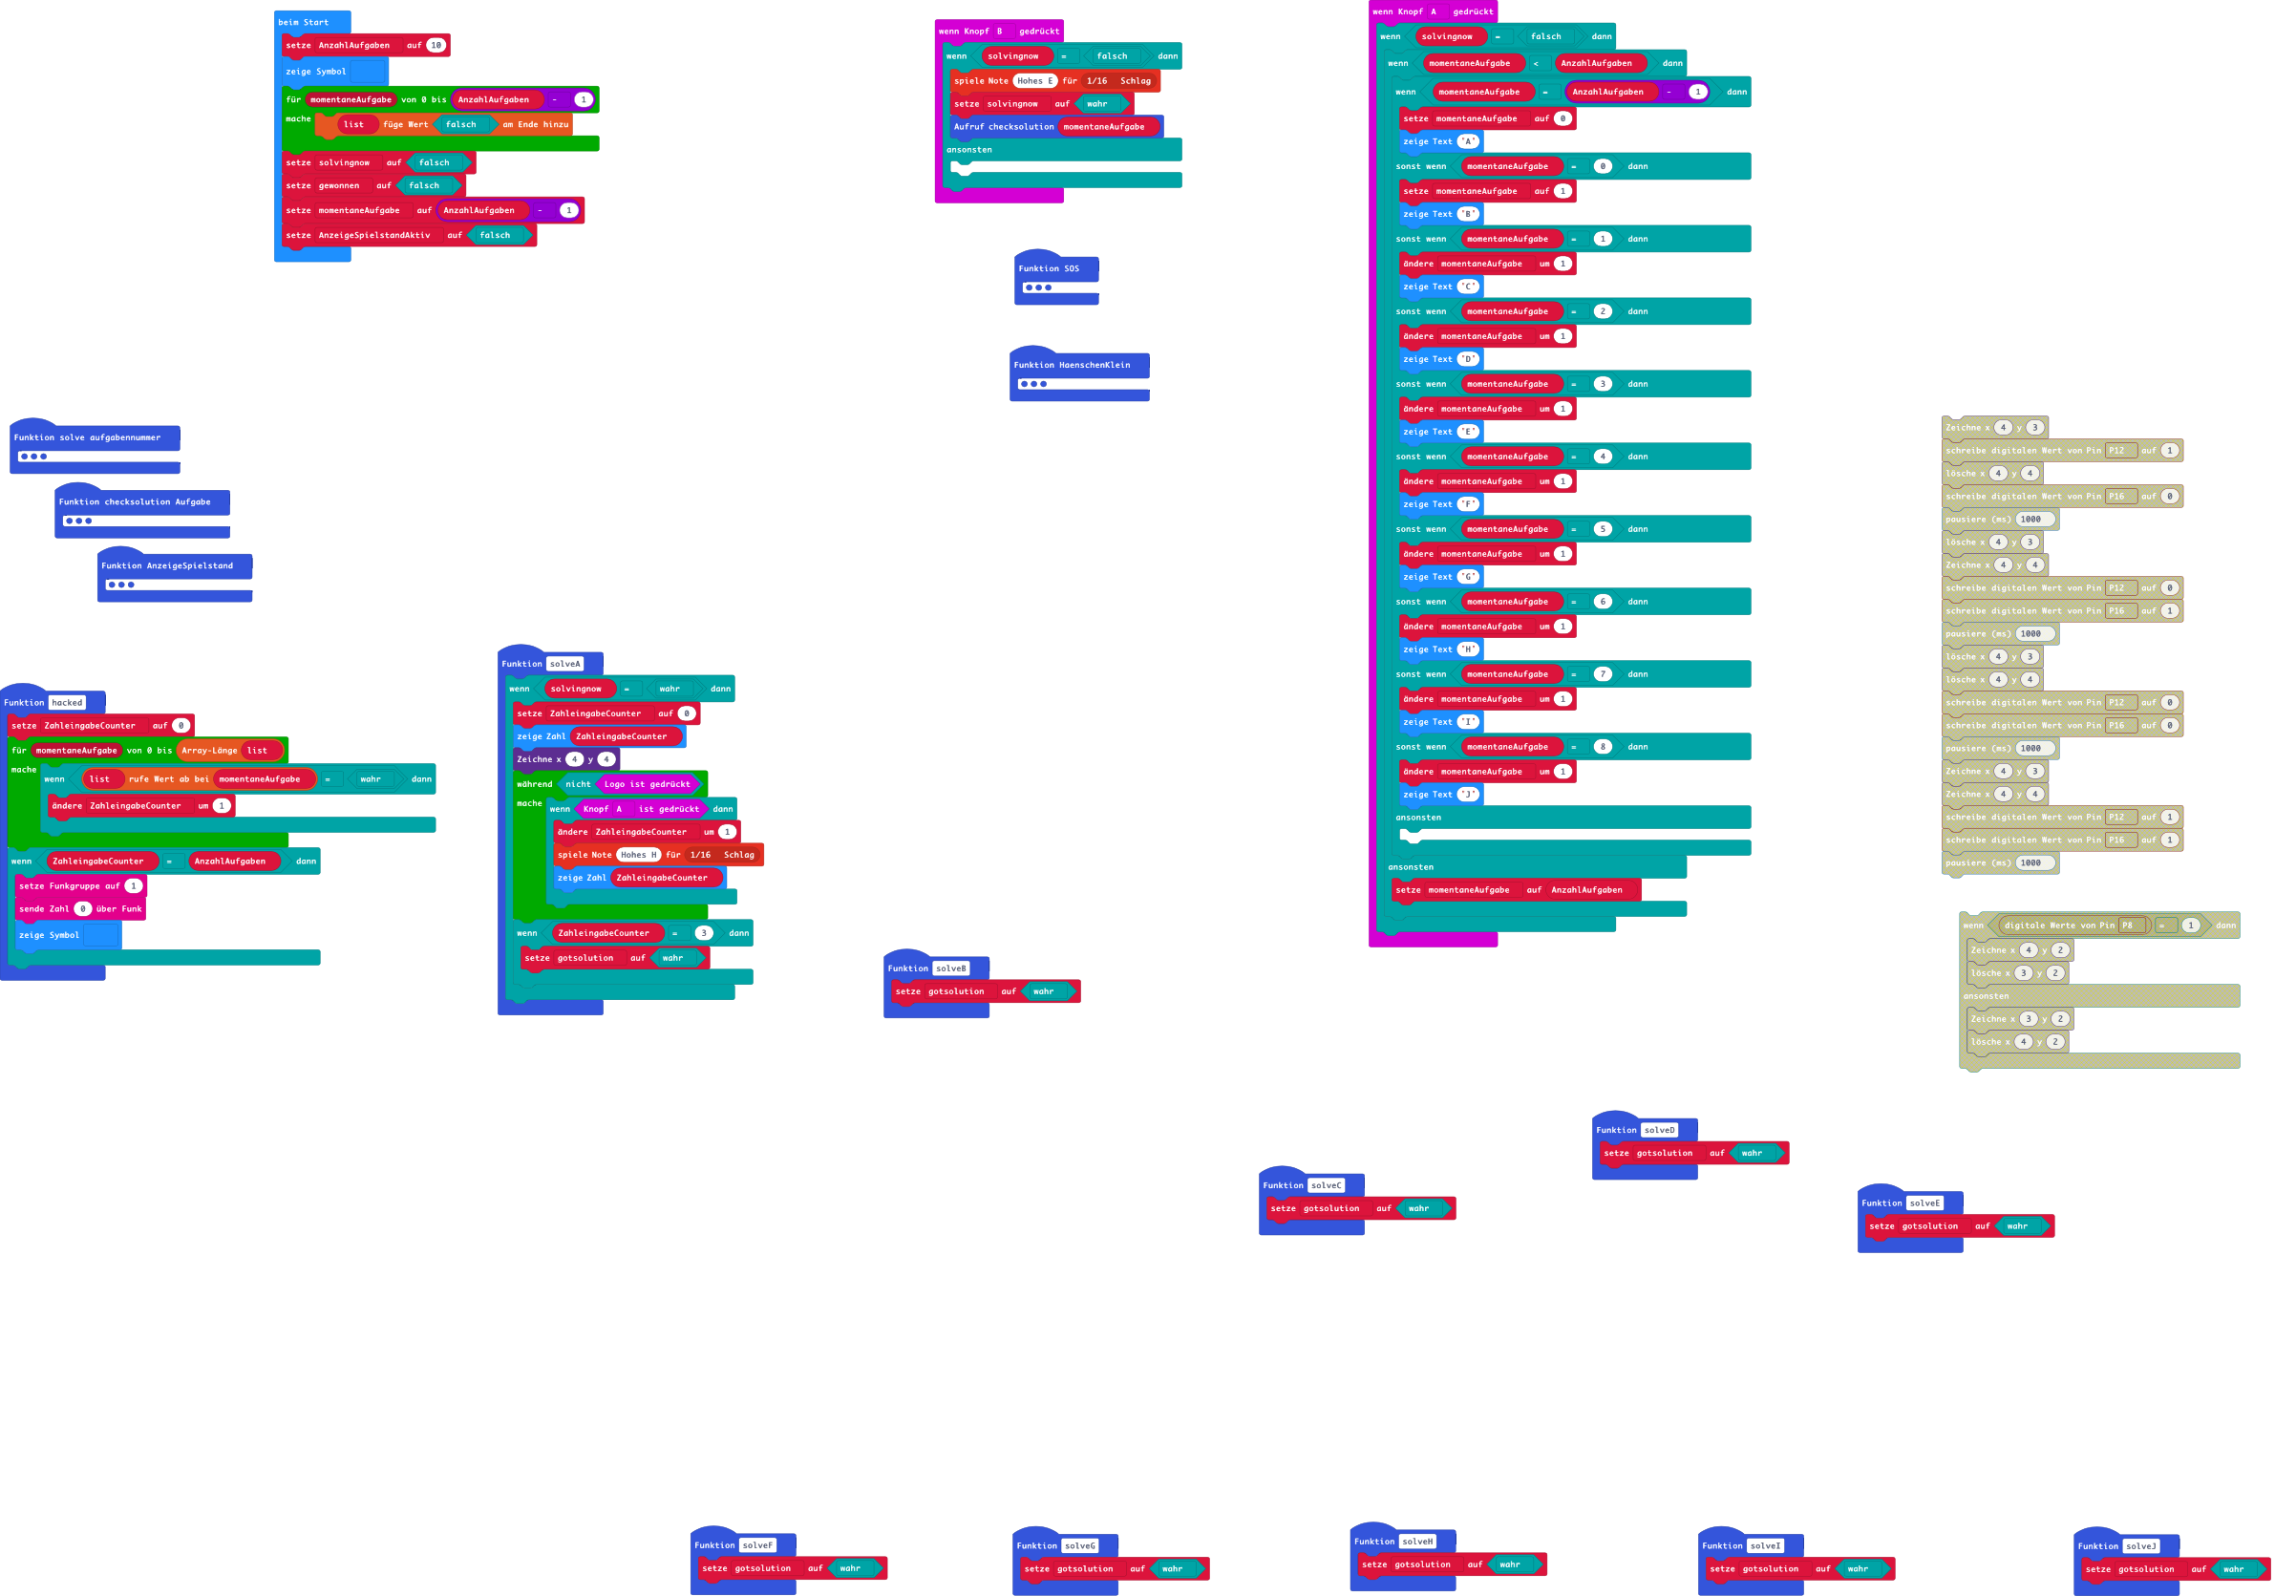 beim Start
setze AnzahlAufgaben auf 10
zeige Symbol
für momentaneAufgabe von 0 bis AnzahlAufgaben - 1
mache list füge Wert falsch am Ende hinzu
setze solvingnow auf falsch
setze gewonnen auf falsch
setze momentaneAufgabe auf AnzahlAufgaben - 1
setze AnzeigeSpielstandAktiv auf falsch
wenn Knopf B gedrückt
wenn solvingnow = falsch dann
spiele Note Hohes E für 1/16 Schlag
setze solvingnow auf wahr
Aufruf checksolution momentaneAufgabe
ansonsten
Funktion SOS
Funktion HaenschenKlein
wenn Knopf A gedrückt
wenn solvingnow = falsch dann
wenn momentaneAufgabe < AnzahlAufgaben dann
wenn momentaneAufgabe = AnzahlAufgaben - 1 dann
setze momentaneAufgabe auf 0
zeige Text "A"
sonst wenn momentaneAufgabe = 0 dann
setze momentaneAufgabe auf 1
zeige Text "B"
sonst wenn momentaneAufgabe = 1 dann
ändere momentaneAufgabe um 1
zeige Text "C"
sonst wenn momentaneAufgabe = 2 dann
ändere momentaneAufgabe um 1
zeige Text "D"
sonst wenn momentaneAufgabe = 3 dann
ändere momentaneAufgabe um 1
zeige Text "E"
sonst wenn momentaneAufgabe = 4 dann
ändere momentaneAufgabe um 1
zeige Text "F"
sonst wenn momentaneAufgabe = 5 dann
ändere momentaneAufgabe um 1
zeige Text "G"
sonst wenn momentaneAufgabe = 6 dann
ändere momentaneAufgabe um 1
zeige Text "H"
sonst wenn momentaneAufgabe = 7 dann
ändere momentaneAufgabe um 1
zeige Text "I"
sonst wenn momentaneAufgabe = 8 dann
ändere momentaneAufgabe um 1
zeige Text "J"
ansonsten
ansonsten
setze momentaneAufgabe auf AnzahlAufgaben
Funktion solve aufgabennummer
Funktion checksolution Aufgabe
Funktion AnzeigeSpielstand
Funktion hacked
setze ZahleingabeCounter auf 0
für momentaneAufgabe von 0 bis Array-Länge list
mache wenn list rufe Wert ab bei momentaneAufgabe = wahr dann
ändere ZahleingabeCounter um 1
wenn ZahleingabeCounter = AnzahlAufgaben dann
setze Funkgruppe auf 1
sende Zahl 0 über Funk
zeige Symbol
Funktion solveA
wenn solvingnow = wahr dann
setze ZahleingabeCounter auf 0
zeige Zahl ZahleingabeCounter
Zeichne x 4 y 4
während nicht Logo ist gedrückt
mache wenn Knopf A ist gedrückt dann
ändere ZahleingabeCounter um 1
spiele Note Hohes H für 1/16 Schlag
zeige Zahl ZahleingabeCounter
wenn ZahleingabeCounter = 3 dann
setze gotsolution auf wahr
Funktion solveB
setze gotsolution auf wahr
Zeichne x 4 y 3
schreibe digitalen Wert von Pin P12 auf 1
lösche x 4 y 4
schreibe digitalen Wert von Pin P16 auf 0
pausiere (ms) 1000
lösche x 4 y 3
Zeichne x 4 y 4
schreibe digitalen Wert von Pin P12 auf 0
schreibe digitalen Wert von Pin P16 auf 1
pausiere (ms) 1000
lösche x 4 y 3
lösche x 4 y 4
schreibe digitalen Wert von Pin P12 auf 0
schreibe digitalen Wert von Pin P16 auf 0
pausiere (ms) 1000
Zeichne x 4 y 3
Zeichne x 4 y 4
schreibe digitalen Wert von Pin P12 auf 1
schreibe digitalen Wert von Pin P16 auf 1
pausiere (ms) 1000
wenn digitale Werte von Pin P8 = 1 dann
Zeichne x 4 y 2
lösche x 3 y 2
ansonsten
Zeichne x 3 y 2
lösche x 4 y 2
Funktion solveD
setze gotsolution auf wahr
Funktion solveC
setze gotsolution auf wahr
Funktion solveE
setze gotsolution auf wahr
Funktion solveF
setze gotsolution auf wahr
Funktion solveG
setze gotsolution auf wahr
Funktion solveH
setze gotsolution auf wahr
Funktion solveI
setze gotsolution auf wahr
Funktion solveJ
setze gotsolution auf wahr